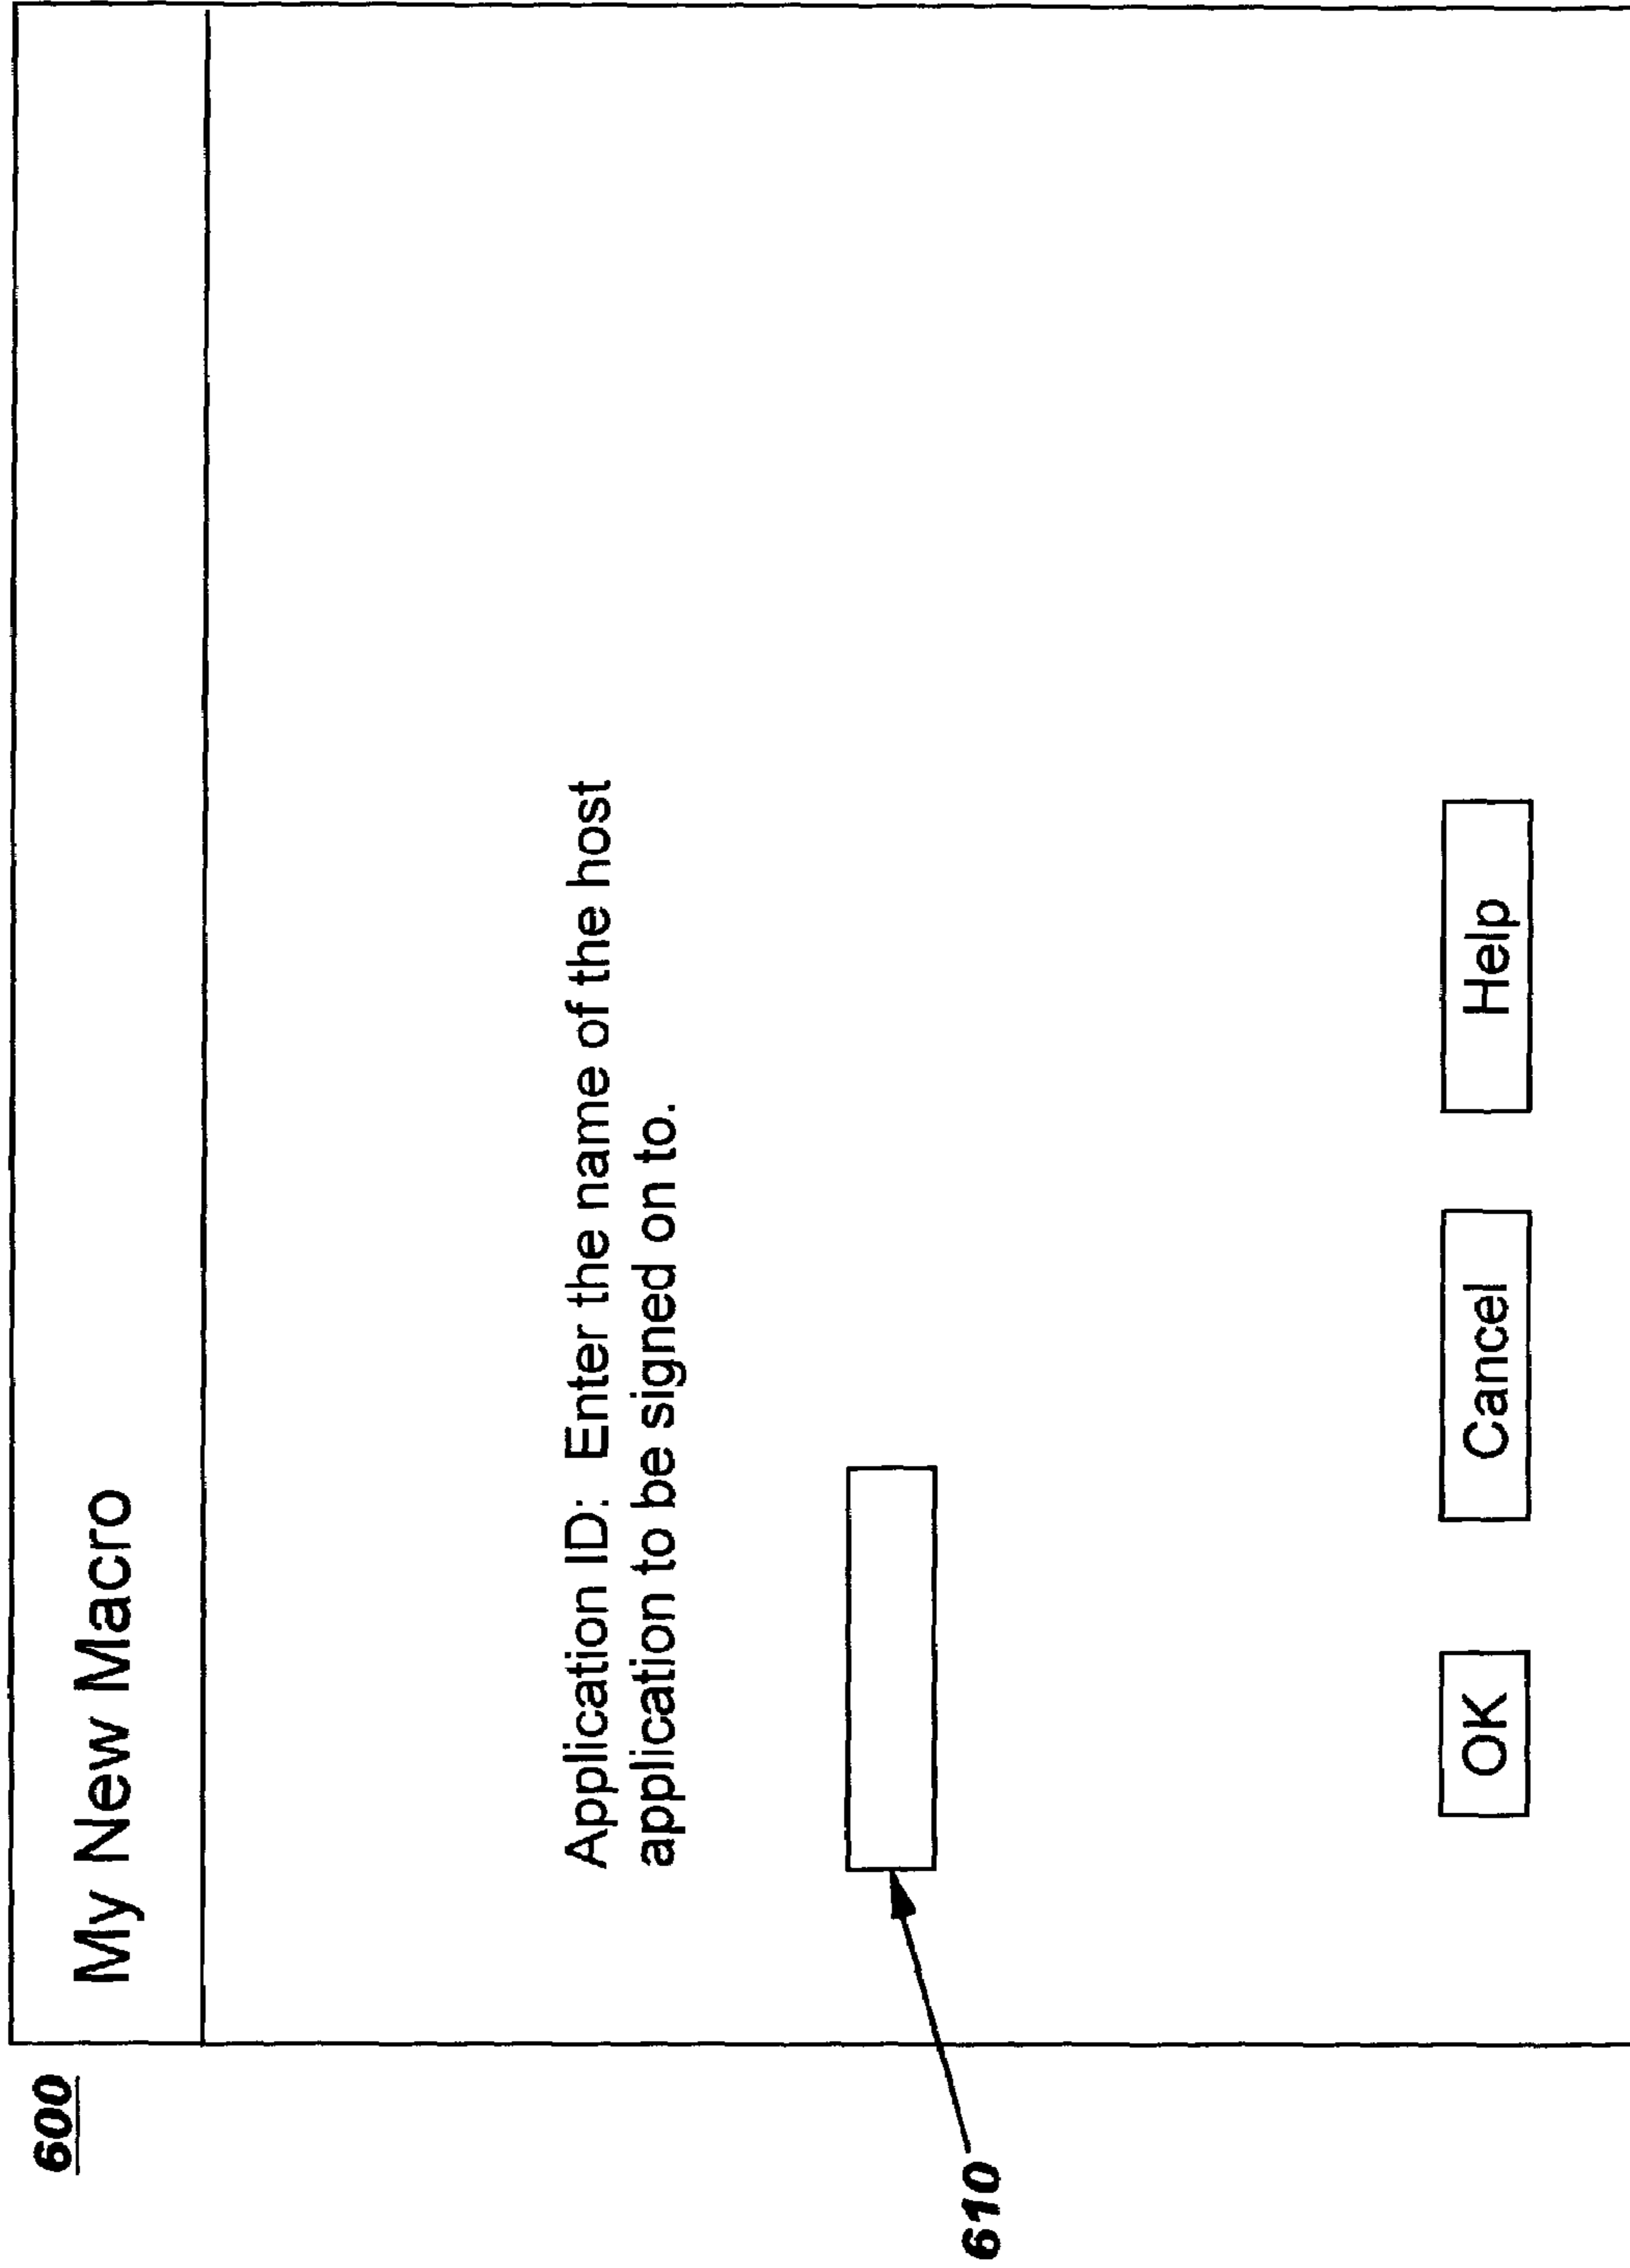 600
My New Macro
Application ID: Enter the name of the host
application to be signed on to.
610
OK
Cancel
Help